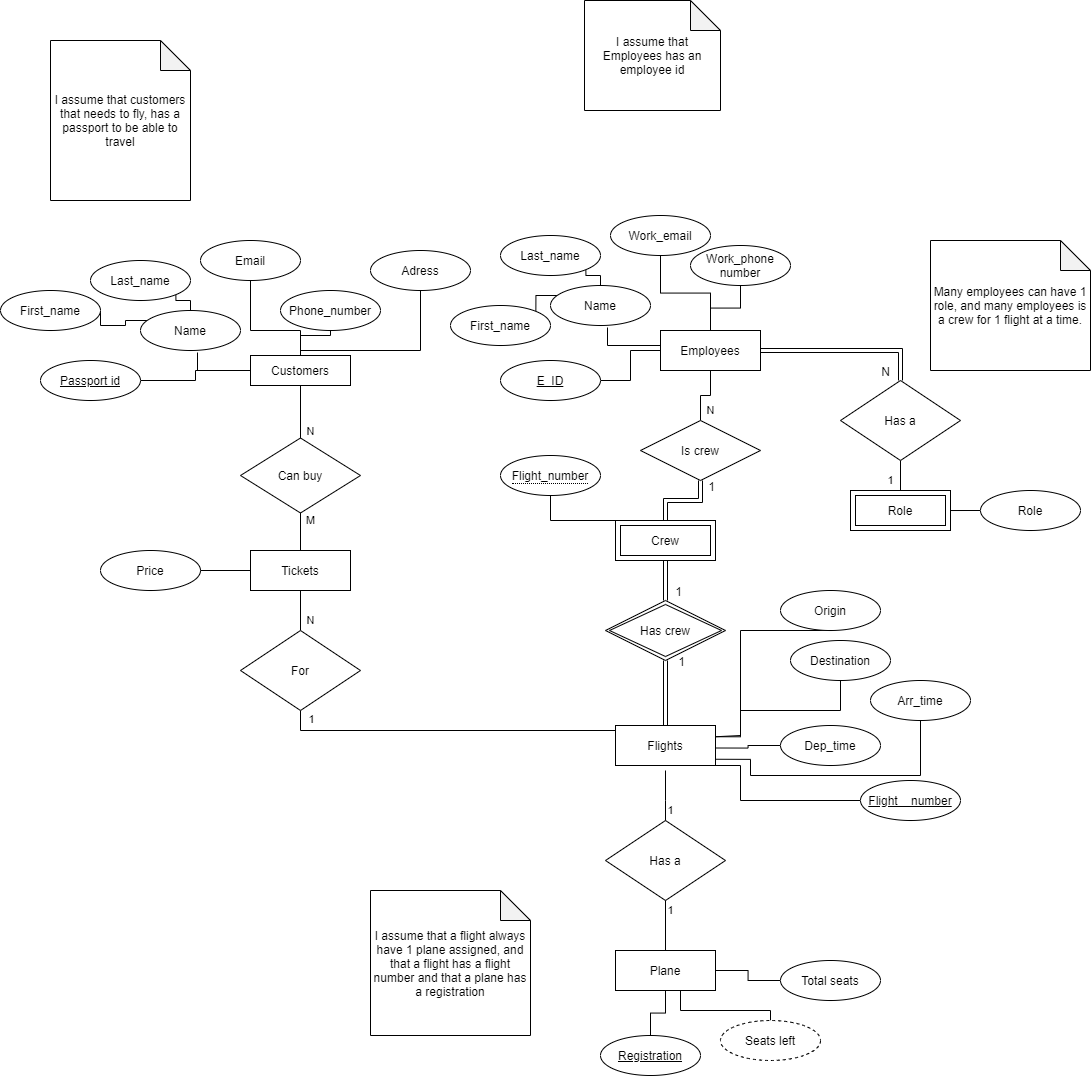 I assume that
Employees has an
employee id
I assume that customers
that needs to fly, has a
passport to be able to
travel
Work_email
Last_name
Email
Work_phone
number
Adress
Last_name
Many employees can have 1
role, and many employees is
a crew for 1 flight at a time.
First_name
Phone_number
Name
First_name
Name
Employees
Customers
Passport id
E_ID
N
N
Has a
N
Is crew
Can buy
Flight_number
1
1
Role
Role
M
Crew
Price
Tickets
1
Origin
N
Has crew
Destination
1
For
Arr_time
1
Flights
Dep_time
Flight__number
1
Has a
1
I assume that a flight always
have 1 plane assigned, and
that a flight has a flight
number and that a plane has
a registration
Plane
Total seats
Seats left
Registration